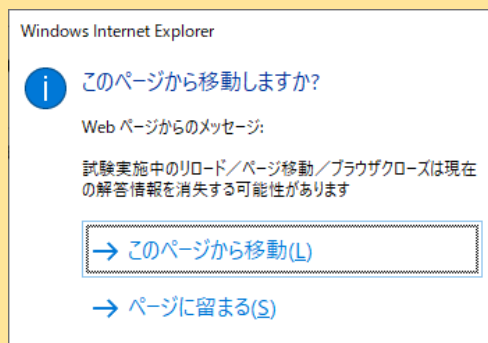 Windows Internet Explorer
このページから移動しますか?
Web ページからのメッセージ:
試験実施中のリロード／ページ移動／ブラウザクローズは現在
の解答情報を消失する可能性があります
→ このページから移動(L)
→ ページに留まる(S)